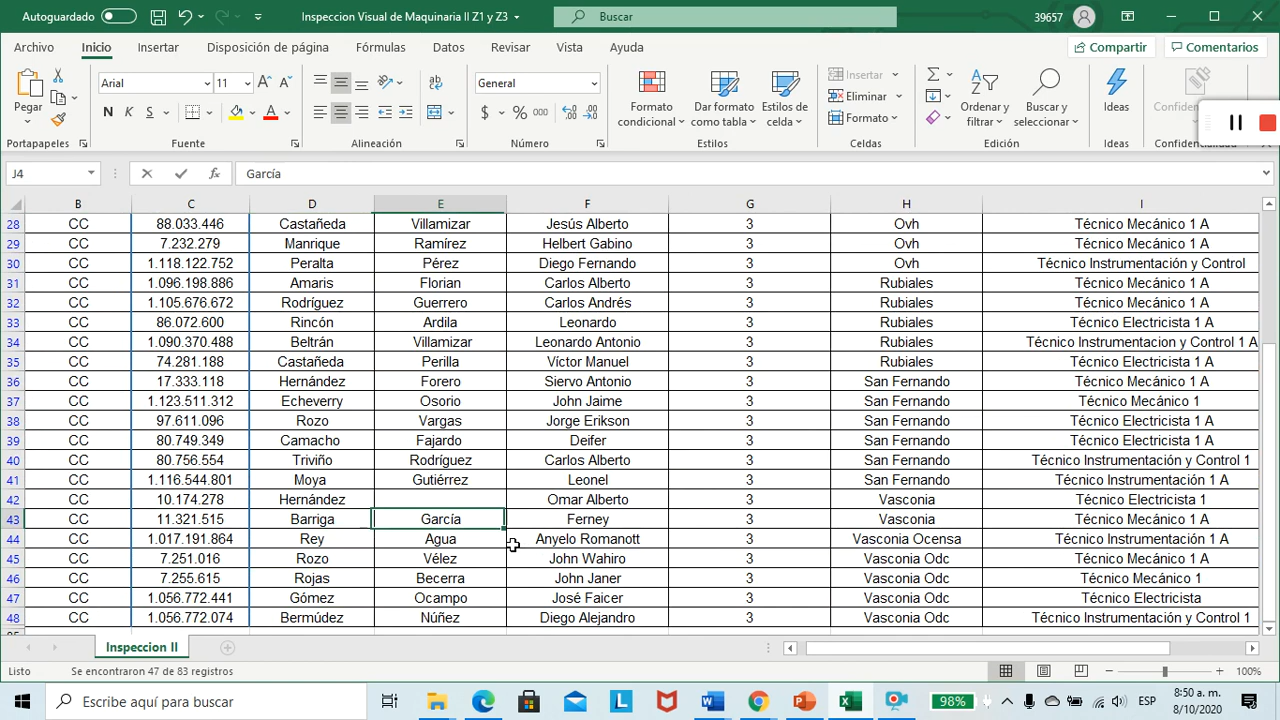 Autoguardado Inspeccion Visual de Maquinaria II Z1 y Z3 Buscar 39657
Archivo Inicio Insertar Disposición de página Fórmulas Datos Revisar Vista Ayuda Compartir Comentarios
Pegar Arial 11 General Formato condicional Dar formato como tabla Estilos de celda Insertar Eliminar Formato Ordenar y filtrar Buscar y seleccionar Ideas Confiden
N K S $ % 000
Portapapeles Fuente Alineación Número Estilos Celdas Edición Ideas Confidencialidad
J4 fx García
B C D E F G H I
28 CC 88.033.446 Castañeda Villamizar Jesús Alberto 3 Ovh Técnico Mecánico 1 A
29 CC 7.232.279 Manrique Ramírez Helbert Gabino 3 Ovh Técnico Mecánico 1 A
30 CC 1.118.122.752 Peralta Pérez Diego Fernando 3 Ovh Técnico Instrumentación y Control
31 CC 1.096.198.886 Amaris Florian Carlos Alberto 3 Rubiales Técnico Mecánico 1 A
32 CC 1.105.676.672 Rodríguez Guerrero Carlos Andrés 3 Rubiales Técnico Mecánico 1 A
33 CC 86.072.600 Rincón Ardila Leonardo 3 Rubiales Técnico Electricista 1 A
34 CC 1.090.370.488 Beltrán Villamizar Leonardo Antonio 3 Rubiales Técnico Instrumentacion y Control 1 A
35 CC 74.281.188 Castañeda Perilla Víctor Manuel 3 Rubiales Técnico Electricista 1 A
36 CC 17.333.118 Hernández Forero Siervo Antonio 3 San Fernando Técnico Mecánico 1 A
37 CC 1.123.511.312 Echeverry Osorio John Jaime 3 San Fernando Técnico Mecánico 1
38 CC 97.611.096 Rozo Vargas Jorge Erikson 3 San Fernando Técnico Electricista 1 A
39 CC 80.749.349 Camacho Fajardo Deifer 3 San Fernando Técnico Electricista 1 A
40 CC 80.756.554 Triviño Rodríguez Carlos Alberto 3 San Fernando Técnico Instrumentación y Control 1
41 CC 1.116.544.801 Moya Gutiérrez Leonel 3 San Fernando Técnico Instrumentación 1 A
42 CC 10.174.278 Hernández Omar Alberto 3 Vasconia Técnico Electricista 1
43 CC 11.321.515 Barriga García Ferney 3 Vasconia Técnico Mecánico 1 A
44 CC 1.017.191.864 Rey Agua Anyelo Romanott 3 Vasconia Ocensa Técnico Instrumentación 1 A
45 CC 7.251.016 Rozo Vélez John Wahiro 3 Vasconia Odc Técnico Mecánico 1 A
46 CC 7.255.615 Rojas Becerra John Janer 3 Vasconia Odc Técnico Mecánico 1
47 CC 1.056.772.441 Gómez Ocampo José Faicer 3 Vasconia Odc Técnico Electricista
48 CC 1.056.772.074 Bermúdez Núñez Diego Alejandro 3 Vasconia Odc Técnico Instrumentación y Control 1
Inspeccion II
Listo Se encontraron 47 de 83 registros 100%
Escribe aquí para buscar 98% ESP 8:50 a. m.
8/10/2020